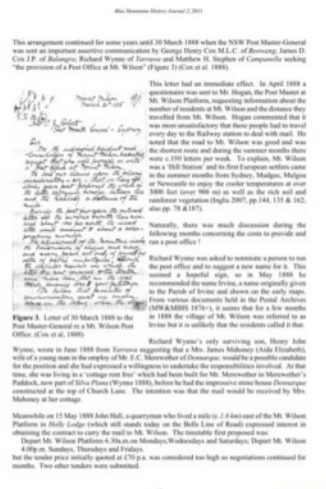 Blue Mountains History Journal 3; 2011
This arrangement continued for some years until 30 March 1888 when the NSW Post Master-General
was sent an important assertive communication by George Henry Cox M.L.C. of Beowang; James D.
Cox J.P. of Balangra; Richard Wynne of Yarrawa and Matthew H. Stephen of Campanella seeking
"the provision of a Post Office at Mt. Wilson" (Figure 3) (Cox et al. 1888).
This letter had an immediate effect. In April 1888 a
questionnaire was sent to Mr. Hogan, the Post Master at
Mt. Wilson Platform, requesting information about the
number of residents at Mt. Wilson and the distance they
travelled from Mt. Wilson. Hogan commented that it
was most unsatisfactory that these people had to travel
every day to the Railway station to deal with mail. He
noted that the road to Mt. Wilson was good and was
the shortest route and during the summer months there
were c.350 letters per week. To explain, Mt. Wilson
was a 'Hill Station' and its first European settlers came
in the summer months from Sydney, Mudgee, Mulgoa
or Newcastle to enjoy the cooler temperatures at over
3000 feet (over 900 m) as well as the rich soil and
rainforest vegetation (Inglis 2007, pp.144, 135 & 162;
also pp. 78 & 187).
Naturally, there was much discussion during the
following months concerning the costs to provide and
run a post office !
Richard Wynne was asked to nominate a person to run
the post office and to suggest a new name for it. This
seemed a hopeful sign, so in May 1888 he
recommended the name Irvine, a name originally given
to the Parish of Irvine and shown on the early maps.
From various documents held in the Postal Archives
(MW&MMHS 1876+), it seems that for a few months
in 1888 the village of Mt. Wilson was referred to as
Irvine but it is unlikely that the residents called it that.
Figure 3. Letter of 30 March 1888 to the
Post Master-General re a Mt. Wilson Post
Office. (Cox et al, 1888)
Richard Wynne's only surviving son, Henry John
Wynne, wrote in June 1888 from Yarrawa suggesting that a Mrs. James Mahoney (Ada Elizabeth),
wife of a young man in the employ of Mr. E.C. Merewether of Dennarque, would be a possible candidate
for the position and she had expressed a willingness to undertake the responsibilities involved. At that
time, she was living in a 'cottage rent free' which had been built for Mr. Merewether in Merewether's
Paddock, now part of Silva Plana (Wynne 1888), before he had the impressive stone house Dennarque
constructed at the top of Church Lane. The intention was that the mail would be received by Mrs.
Mahoney at her cottage.
Meanwhile on 15 May 1888 John Hall, a quarryman who lived a mile (c.1.6 km) east of the Mt. Wilson
Platform in Holly Lodge (which still stands today on the Bells Line of Road) expressed interest in
obtaining the contract to carry the mail to Mt. Wilson. The timetable first proposed was:
Depart Mt. Wilson Platform 6.30a.m.on Mondays,Wednesdays and Saturdays; Depart Mt. Wilson
4.00p.m. Sundays, Thursdays and Fridays.
but the tender price initially quoted at £70 p.a. was considered too high so negotiations continued for
months. Two other tenders were submitted.